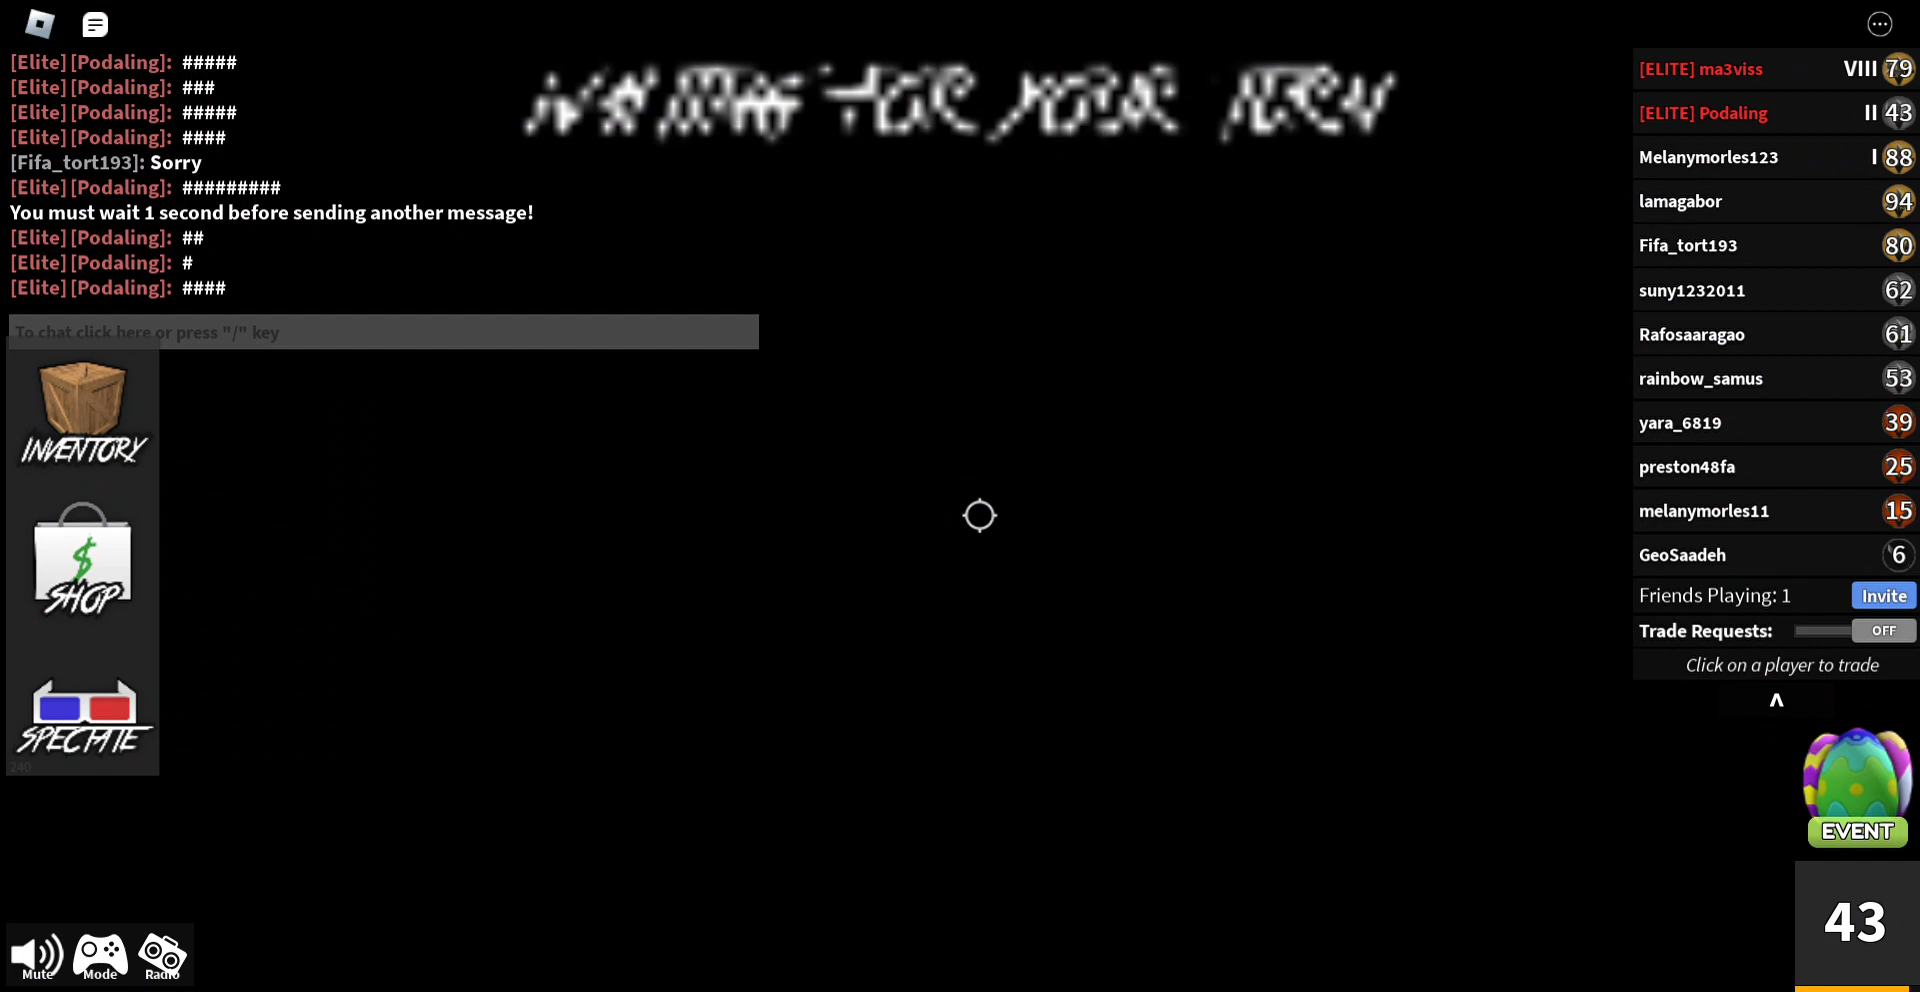 [Elite] [Podaling]: #####
[Elite] [Podaling]: ###
[Elite] [Podaling]: #####
[Elite] [Podaling]: ####
[Fifa_tort193]: Sorry
[Elite] [Podaling]: #########
You must wait 1 second before sending another message!
[Elite] [Podaling]: ##
[Elite] [Podaling]: #
[Elite] [Podaling]: ####
To chat click here or press "/" key
INVENTORY
$
SHOP
SPECTATE
240
Mute
Mode
Radio
[ELITE] ma3viss VIII 79
[ELITE] Podaling II 43
Melanymorles123 I 88
lamagabor 94
Fifa_tort193 80
suny1232011 62
Rafosaaragao 61
rainbow_samus 53
yara_6819 39
preston48fa 25
melanymorles11 15
GeoSaadeh 6
Friends Playing: 1 Invite
Trade Requests: OFF
Click on a player to trade
^
EVENT
43